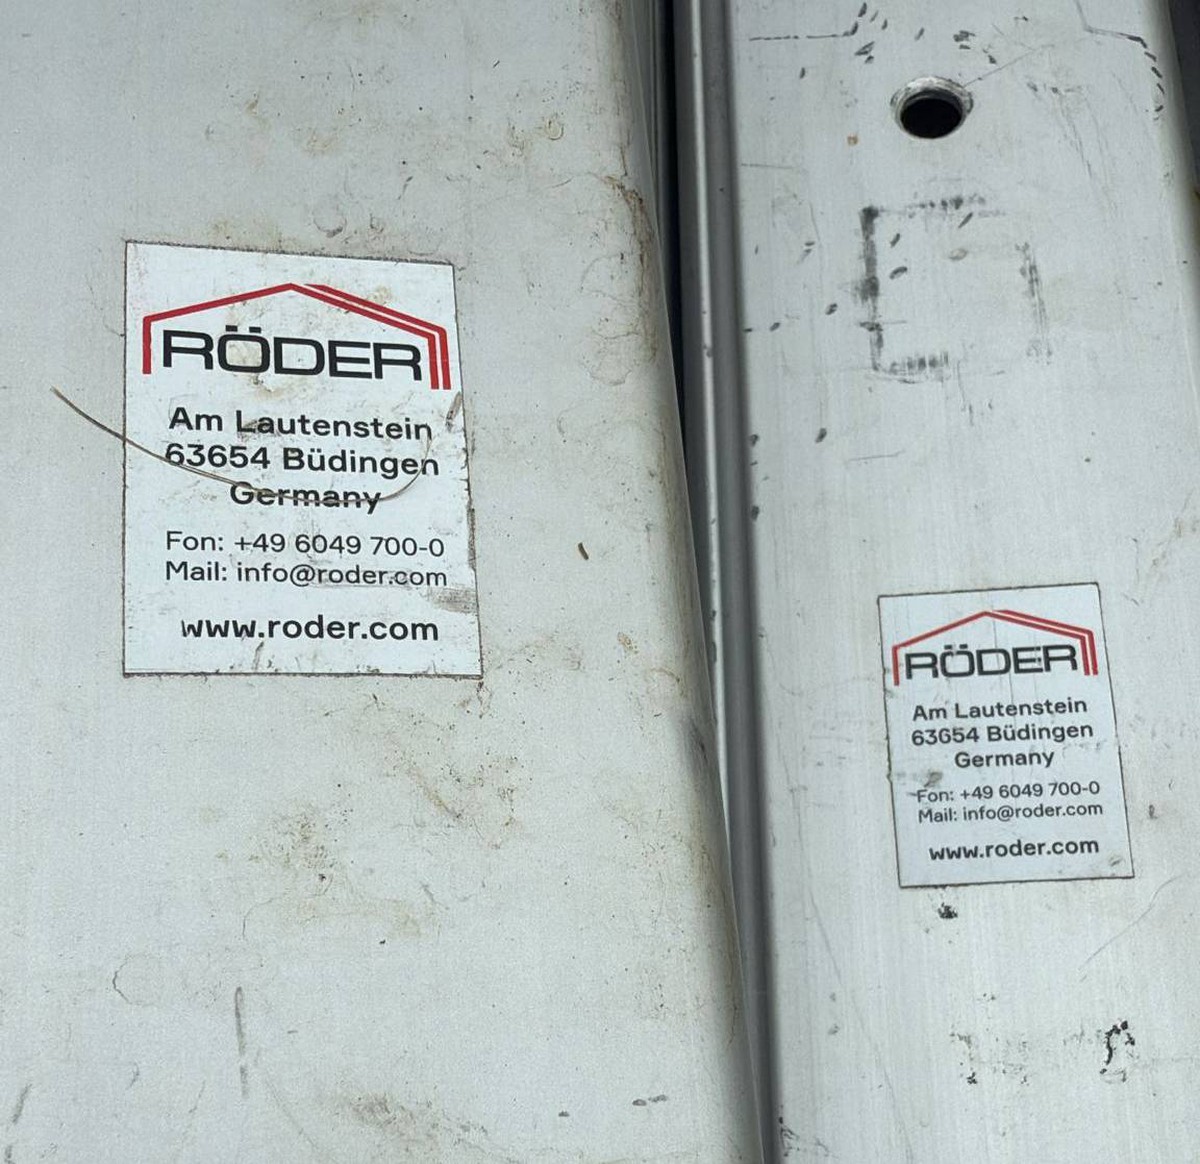 RÖDER
Am Lautenstein
63654 Büdingen
Germany
Fon: +49 6049 700-0
Mail: info@roder.com
www.roder.com
RÖDER
Am Lautenstein
63654 Büdingen
Germany
Fon: +49 6049 700-0
Mail: info@roder.com
www.roder.com